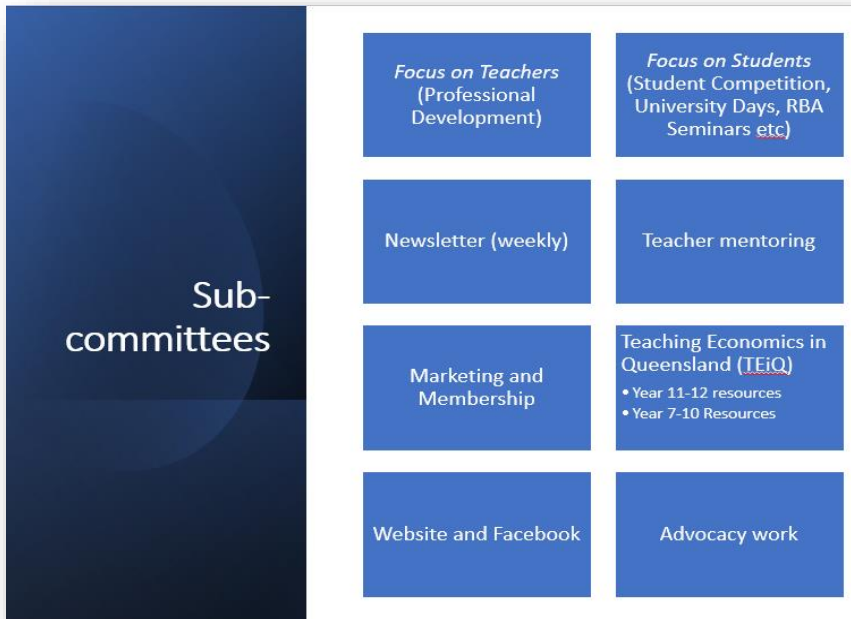 Sub-
committees
Focus on Teachers
(Professional
Development)
Focus on Students
(Student Competition,
University Days, RBA
Seminars etc)
Newsletter (weekly)
Teacher mentoring
Marketing and
Membership
Teaching Economics in
Queensland (TEiQ)
• Year 11-12 resources
• Year 7-10 Resources
Website and Facebook
Advocacy work